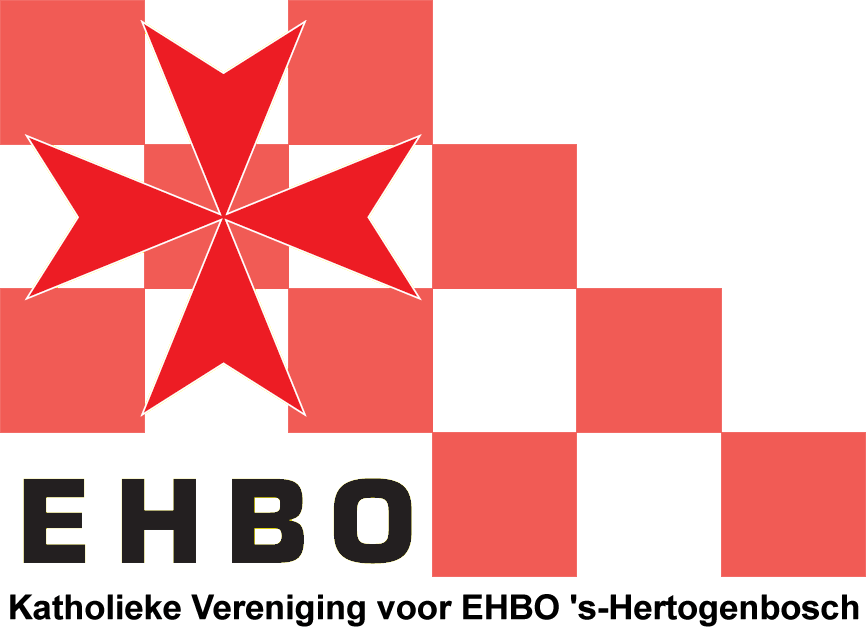 EHBO
Katholieke Vereniging voor EHBO 's-Hertogenbosch